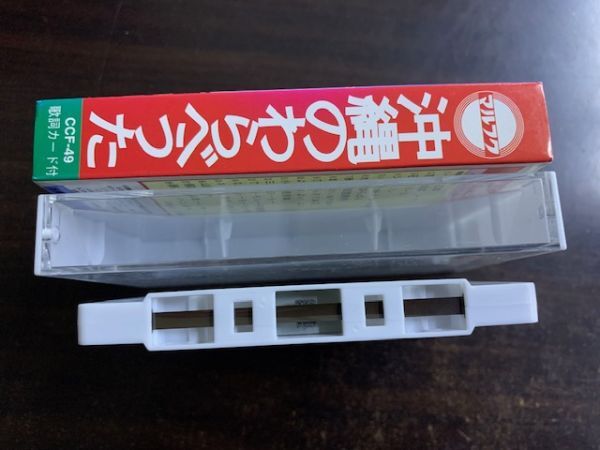 マルフク
沖縄のわらべうた
CCF-49
歌詞カード付